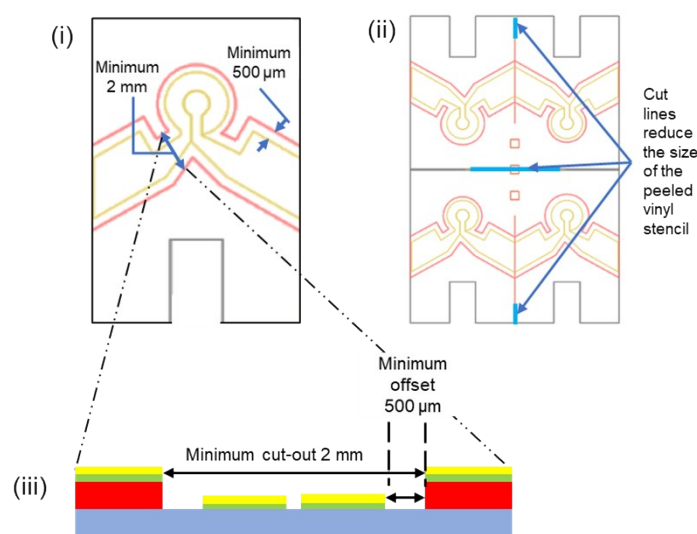 (i)
Minimum
2 mm
Minimum
500 µm
(ii)
Cut
lines
reduce
the size
of the
peeled
vinyl
stencil
Minimum
offset
500 µm
Minimum cut-out 2 mm
(iii)